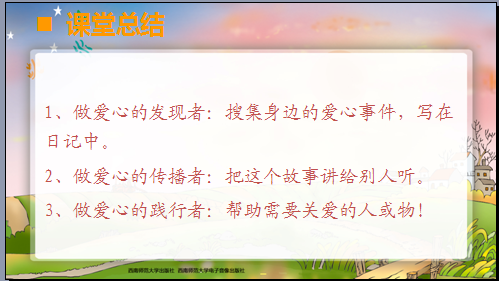 课堂总结
1、做爱心的发现者：搜集身边的爱心事件，写在
日记中。
2、做爱心的传播者：把这个故事讲给别人听。
3、做爱心的践行者：帮助需要关爱的人或物！
西南师范大学出版社 西南师范大学电子音像出版社